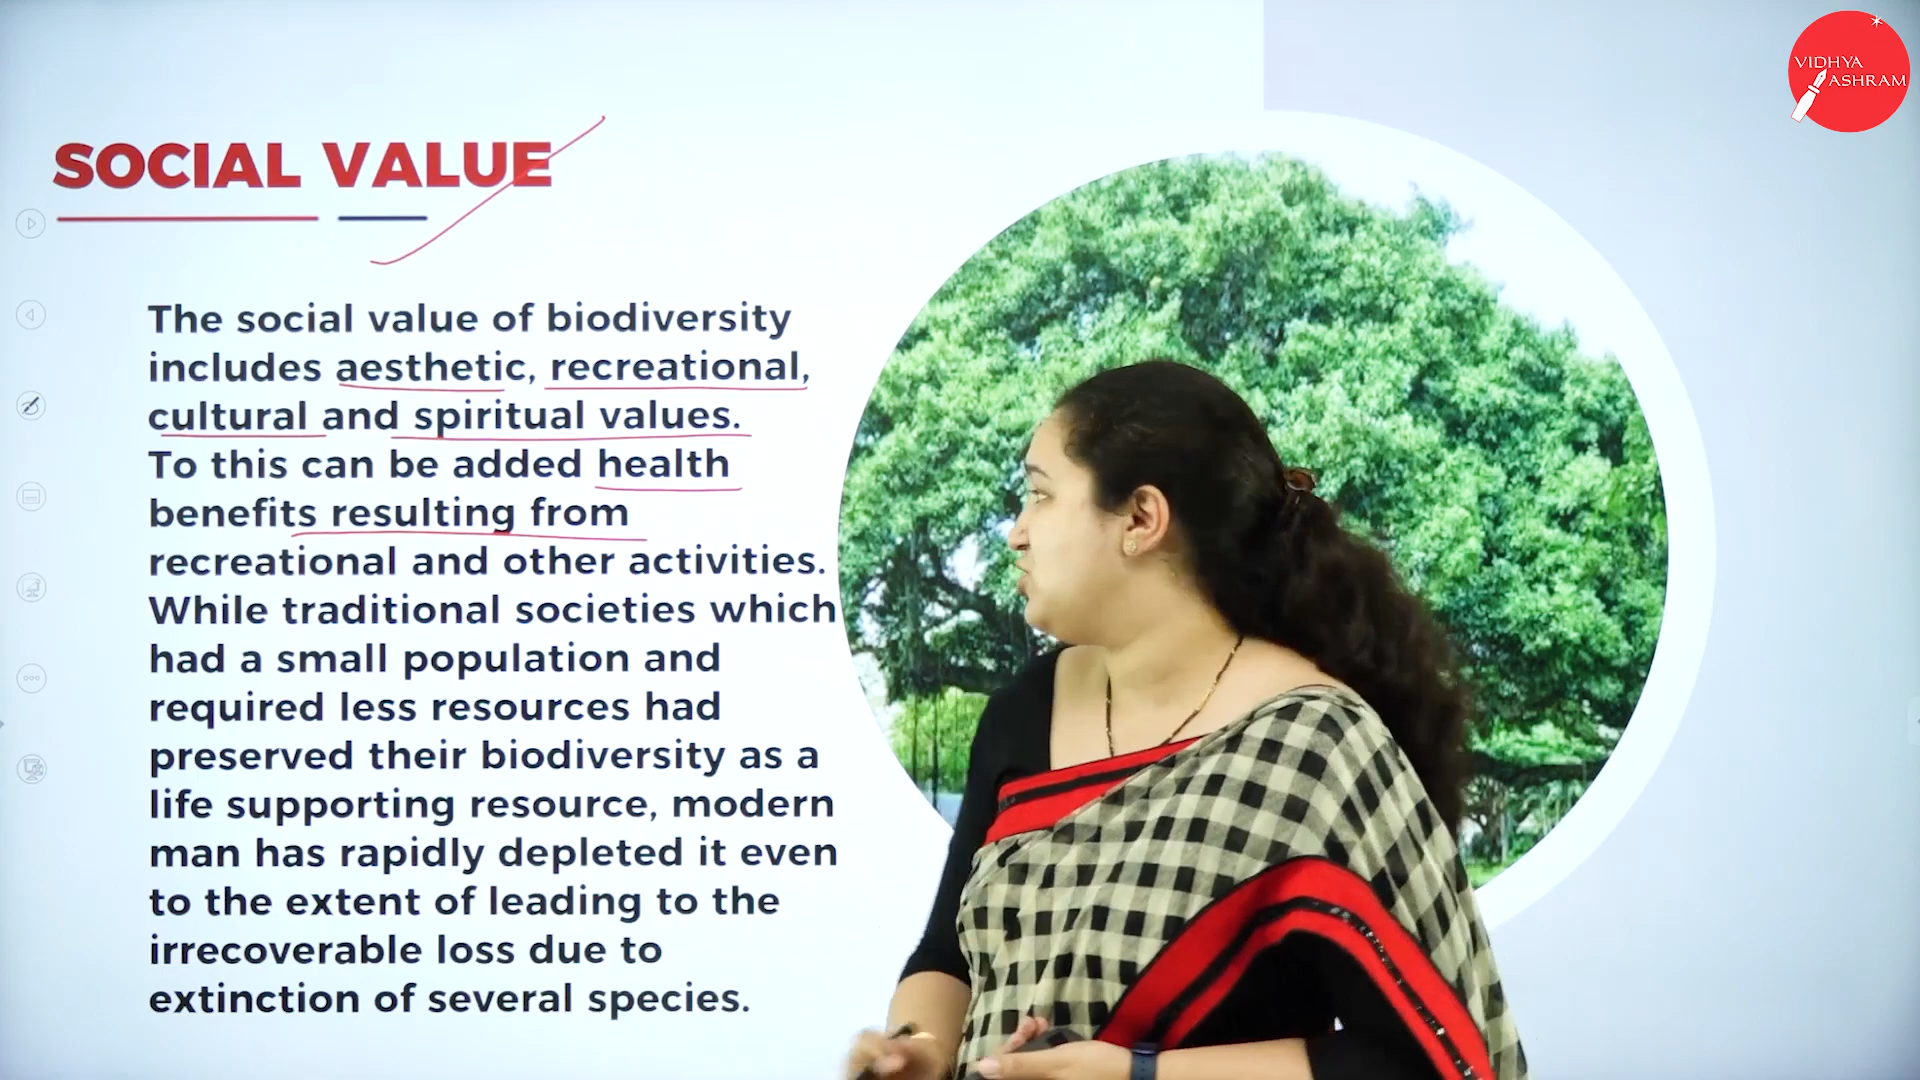 VIDHYA
ASHRAM
SOCIAL VALUE
The social value of biodiversity
includes aesthetic, recreational,
cultural and spiritual values.
To this can be added health
benefits resulting from
recreational and other activities.
While traditional societies which
had a small population and
required less resources had
preserved their biodiversity as a
life supporting resource, modern
man has rapidly depleted it even
to the extent of leading to the
irrecoverable loss due to
extinction of several species.